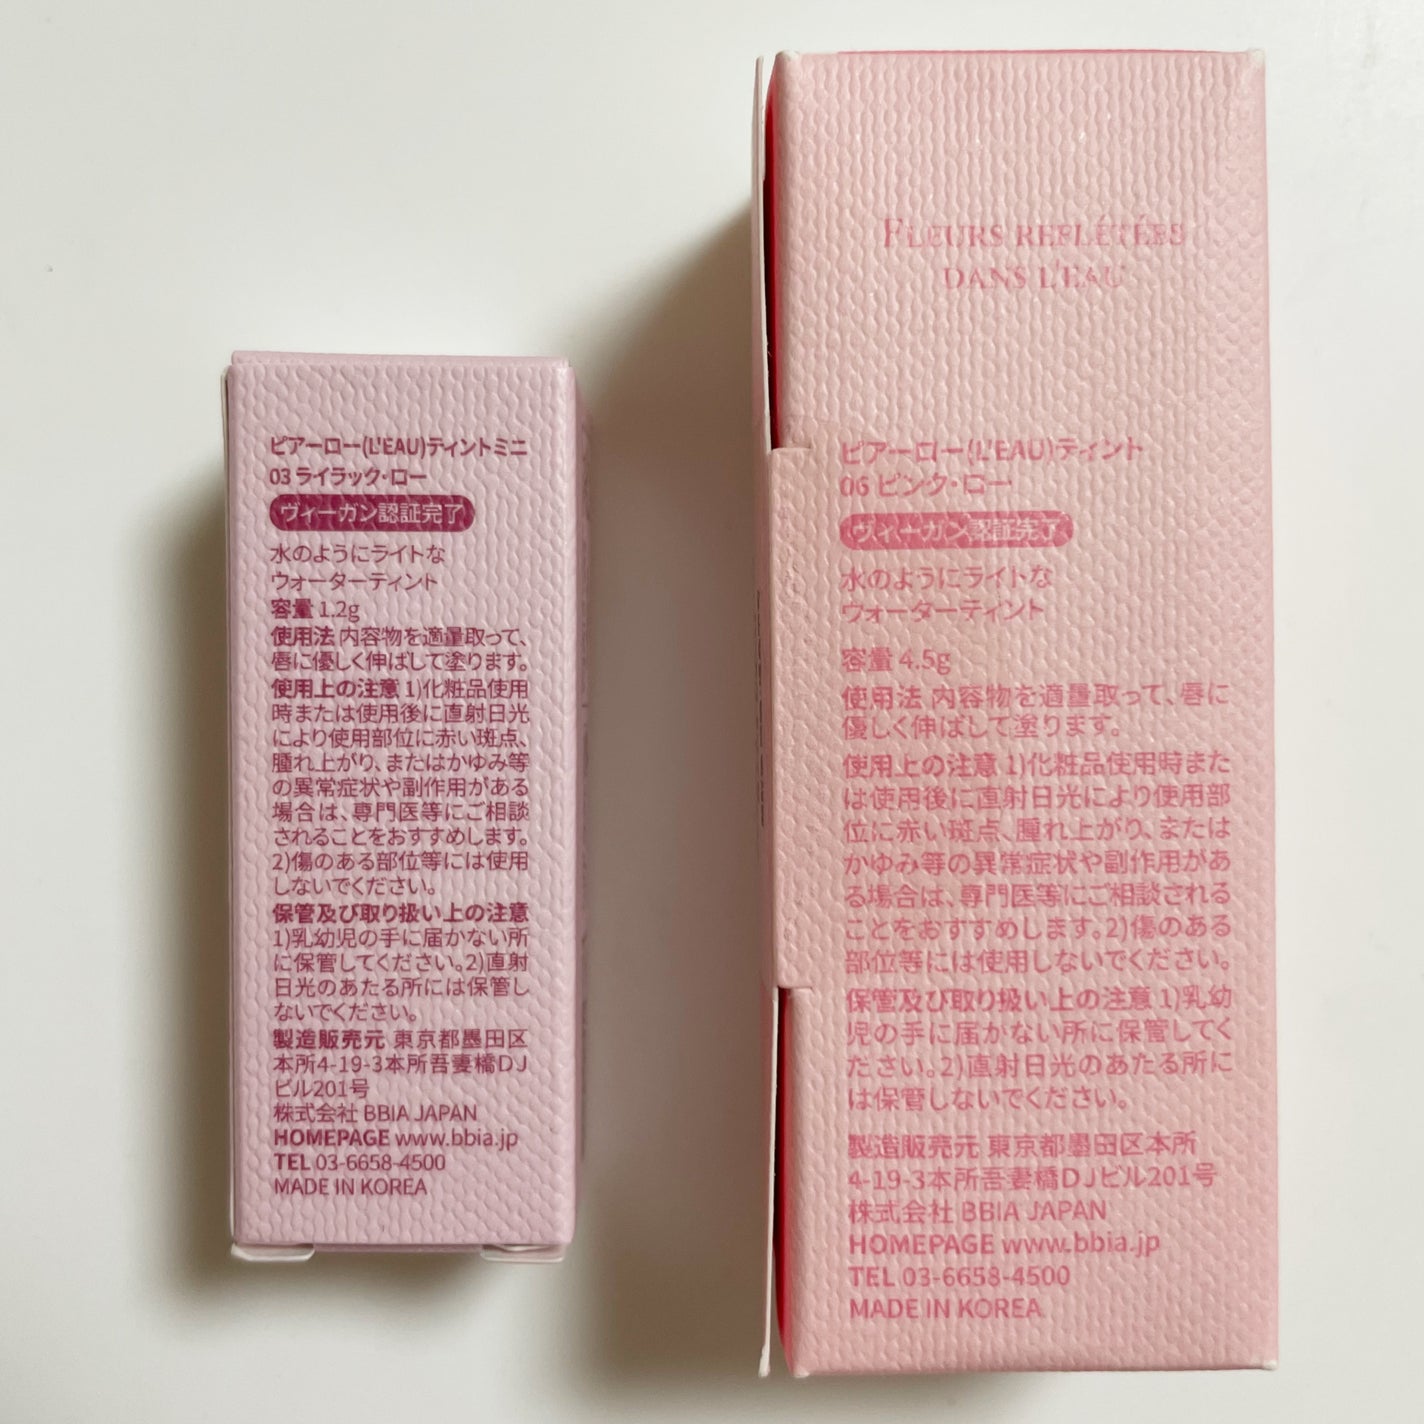 ピアーロー(L'EAU)ティントミニ
03 ライラック・ロー
ヴィーガン認証完了
水のようにライトな
ウォーターティント
容量 1.2g
使用法 内容物を適量取って、
唇に優しく伸ばして塗ります。
使用上の注意 1)化粧品使用
時または使用後に直射日光
により使用部位に赤い斑点、
腫れ上がり、またはかゆみ等
の異常症状や副作用がある
場合は、専門医等にご相談
されることをおすすめします。
2)傷のある部位等には使用
しないでください。
保管及び取り扱い上の注意
1)乳幼児の手に届かない所
に保管してください。2)直射
日光のあたる所には保管し
ないでください。
製造販売元 東京都墨田区
本所4-19-3本所吾妻橋DJ
ビル201号
株式会社 BBIA JAPAN
HOMEPAGE www.bbia.jp
TEL 03-6658-4500
MADE IN KOREA
FLEURS REFLÉTÉES
DANS L'EAU
ピアーロー(L'EAU)ティント
06 ピンク・ロー
ヴィーガン認証完了
水のようにライトな
ウォーターティント
容量 4.5g
使用法 内容物を適量取って、唇に
優しく伸ばして塗ります。
使用上の注意 1)化粧品使用時また
は使用後に直射日光により使用部
位に赤い斑点、腫れ上がり、または
かゆみ等の異常症状や副作用があ
る場合は、専門医等にご相談される
ことをおすすめします。2)傷のある
部位等には使用しないでください。
保管及び取り扱い上の注意 1)乳幼
児の手に届かない所に保管してく
ださい。2)直射日光のあたる所に
は保管しないでください。
製造販売元 東京都墨田区本所
4-19-3本所吾妻橋DJビル201号
株式会社 BBIA JAPAN
HOMEPAGE www.bbia.jp
TEL 03-6658-4500
MADE IN KOREA